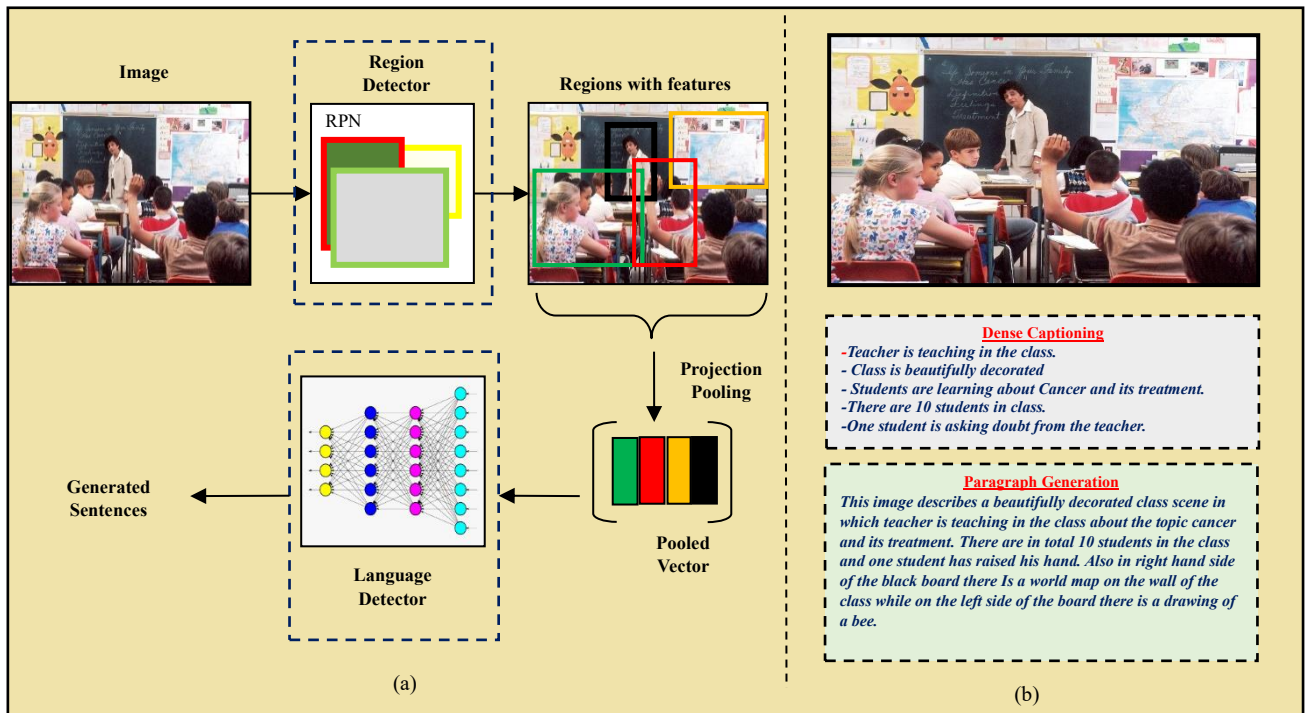 Image
Region
Detector
RPN
Regions with features
Projection
Pooling
Pooled
Vector
Language
Detector
Generated
Sentences
(a)
Dense Captioning
-Teacher is teaching in the class.
- Class is beautifully decorated
- Students are learning about Cancer and its treatment.
-There are 10 students in class.
-One student is asking doubt from the teacher.
Paragraph Generation
This image describes a beautifully decorated class scene in
which teacher is teaching in the class about the topic cancer
and its treatment. There are in total 10 students in the class
and one student has raised his hand. Also in right hand side
of the black board there Is a world map on the wall of the
class while on the left side of the board there is a drawing of
a bee.
(b)